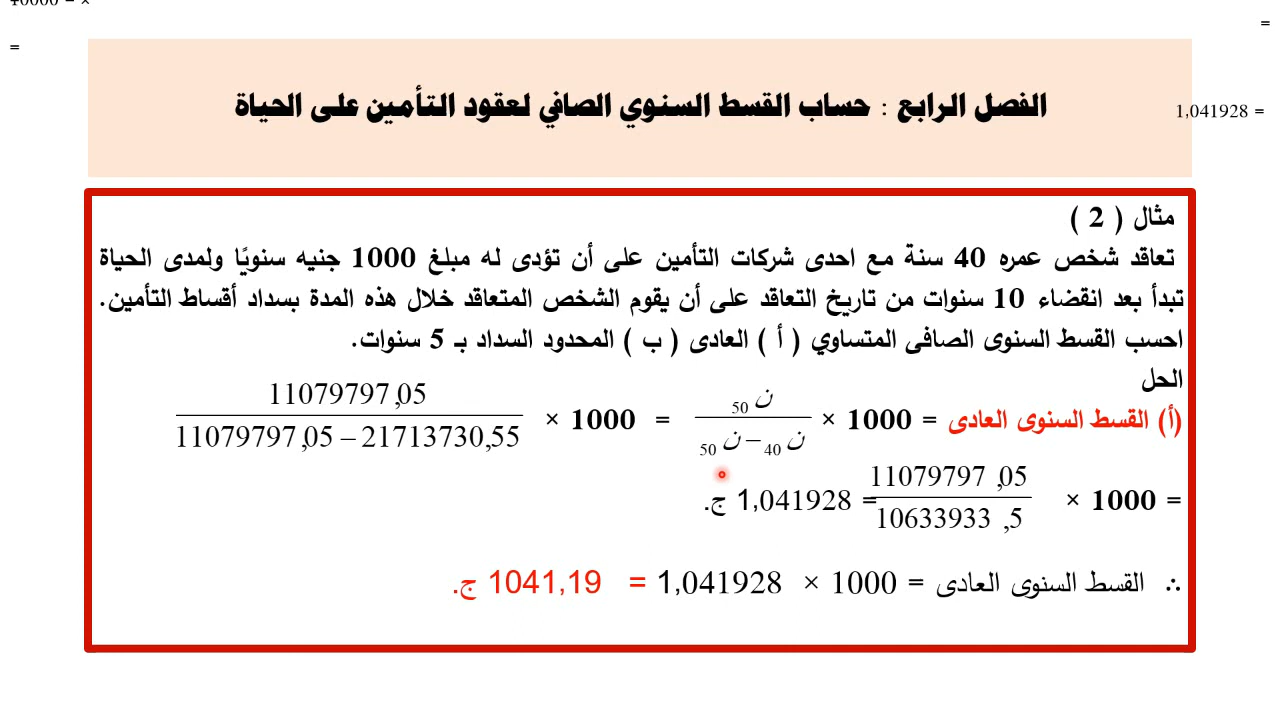 40000 = ×
=
=
الفصل الرابع : حساب القسط السنوي الصافي لعقود التأمين على الحياة
1,041928 =
مثال ( 2 )
تعاقد شخص عمره 40 سنة مع احدى شركات التأمين على أن تؤدى له مبلغ 1000 جنيه سنويًا ولمدى الحياة
تبدأ بعد انقضاء 10 سنوات من تاريخ التعاقد على أن يقوم الشخص المتعاقد خلال هذه المدة بسداد أقساط التأمين.
احسب القسط السنوى الصافى المتساوي ( أ ) العادى ( ب ) المحدود السداد بـ 5 سنوات.
الحل
(أ) القسط السنوى العادى = 1000 × ن 50 / ن 40 – ن 50 = 1000 × 11079797,05 / 11079797,05 – 21713730,55
= 1000 × 11079797 ,05 / 10633933 ,5 = 1,041928 ج.
∴ القسط السنوى العادى = 1000 × 1,041928 = 1041,19 ج.